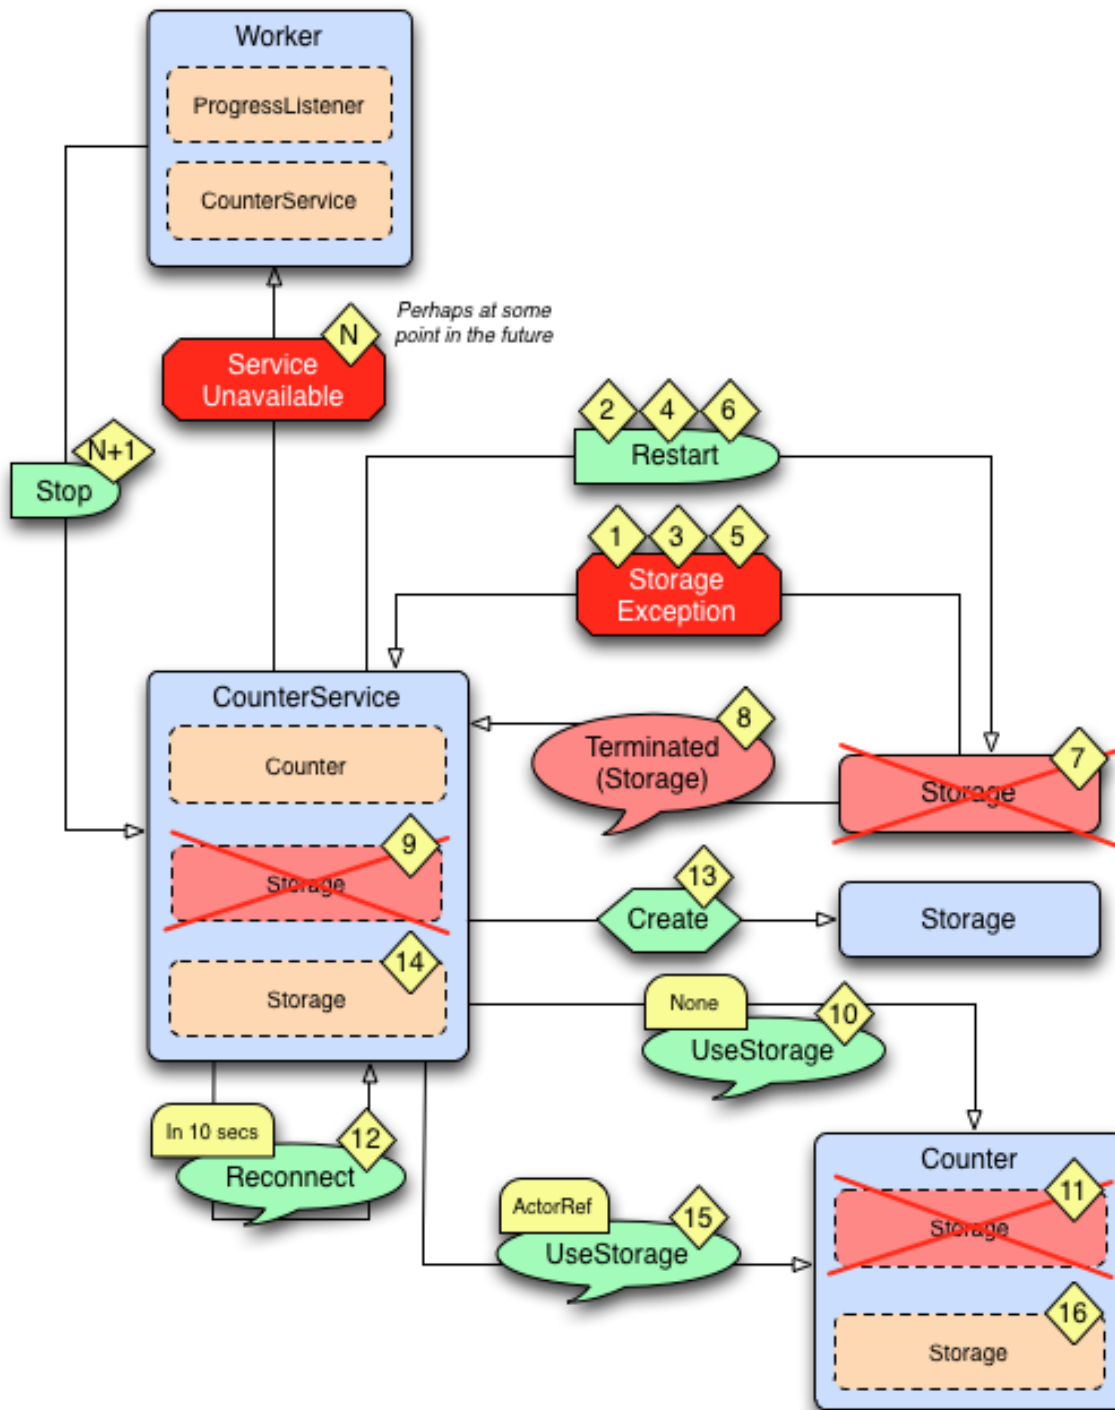 Worker
ProgressListener
CounterService
Perhaps at some
point in the future
N
Service
Unavailable
N+1
Stop
2 4 6
Restart
1 3 5
Storage
Exception
CounterService
Counter
8
Terminated
(Storage)
7
Storage
9
Storage
13
Create
Storage
14
Storage
None
10
UseStorage
In 10 secs
12
Reconnect
Counter
11
Storage
ActorRef
15
UseStorage
16
Storage